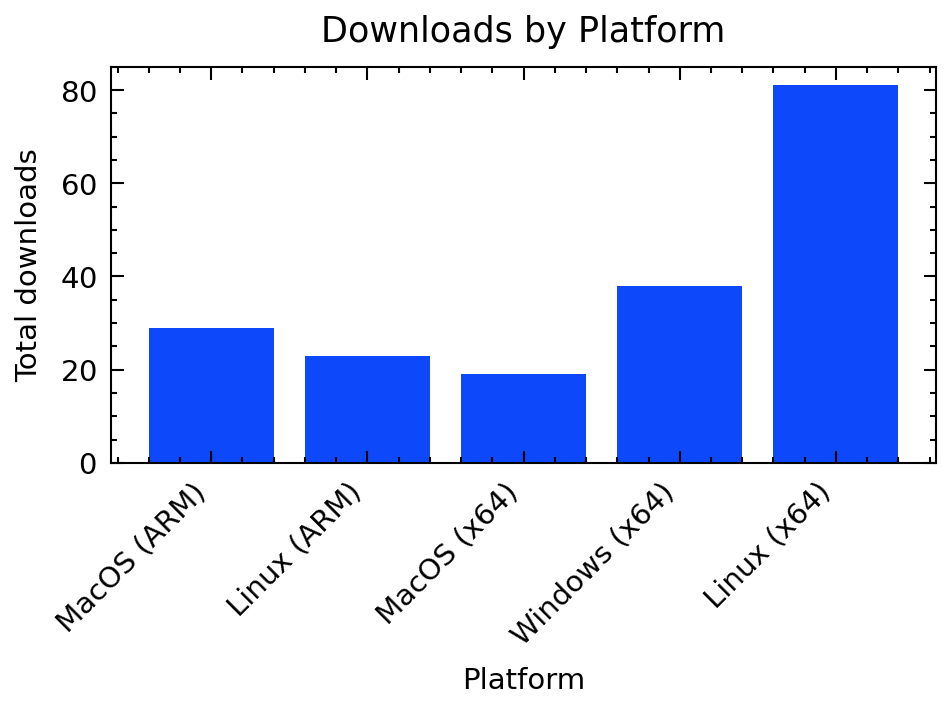 Downloads by Platform
Total downloads
80
60
40
20
0
MacOS (ARM)
Linux (ARM)
MacOS (x64)
Windows (x64)
Linux (x64)
Platform